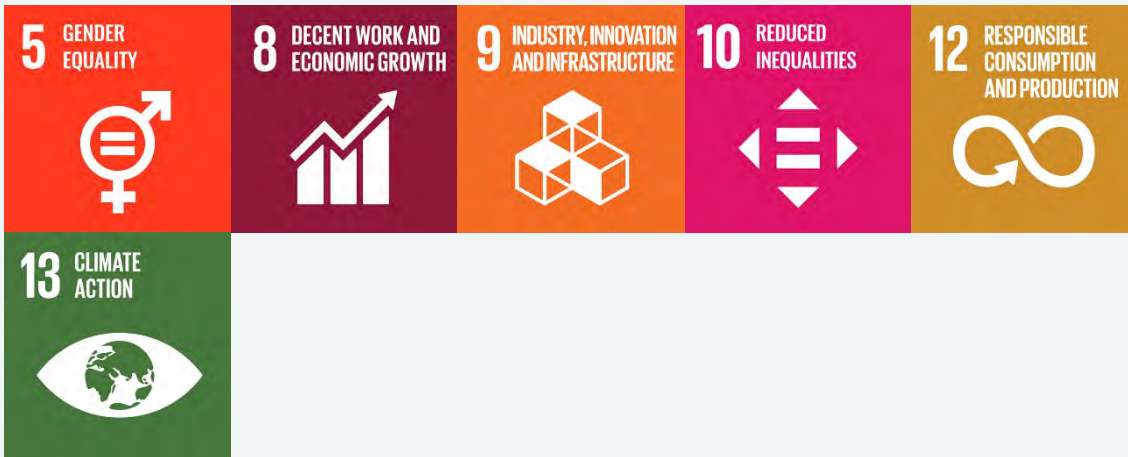 5 GENDER
EQUALITY
8 DECENT WORK AND
ECONOMIC GROWTH
9 INDUSTRY, INNOVATION
AND INFRASTRUCTURE
10 REDUCED
INEQUALITIES
12 RESPONSIBLE
CONSUMPTION
AND PRODUCTION
13 CLIMATE
ACTION